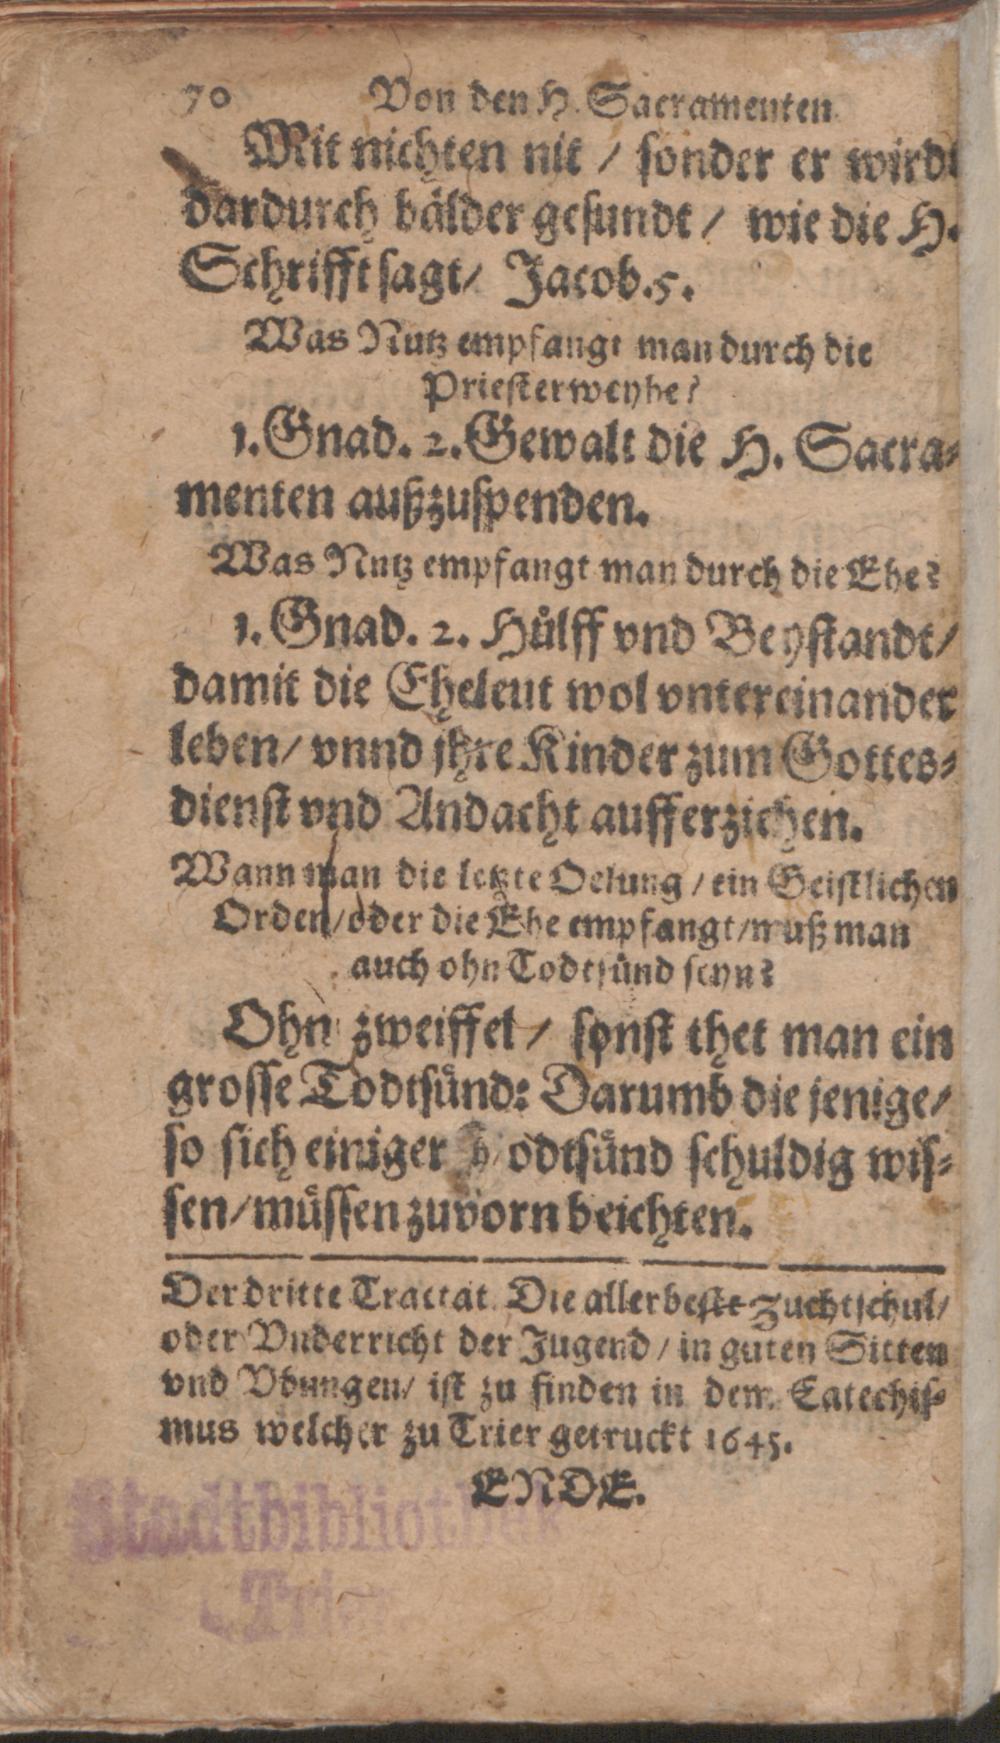 70 Von den H. Sacramenten
Mit nichten nit / sonder er wirdt
dardurch bälder gesundt / wie die H.
Schrifft sagt / Jacob. 5.
Was Nutz empfangt man durch die
Priesterweyhe?
1. Gnad. 2. Gewalt die H. Sacra-
menten außzuspenden.
Was Nutz empfangt man durch die Ehe?
1. Gnad. 2. Hülff vnd Beystandt /
damit die Eheleut wol vntereinander
leben / vnnd jhre Kinder zum Gottes-
dienst vnd Andacht aufferziehen.
Wann man die letzte Oelung / ein Geistlichen
Orden / oder die Ehe empfangt / muß man
auch ohn Todtsünd seyn?
Ohn zweiffel / sonst thet man ein
grosse Todtsünd: Darumb die jenige /
so sich einiger Todtsünd schuldig wis-
sen / müssen zuvorn beichten.
Der dritte Tractat. Die allerbeste Zuchtschul /
oder Vnderricht der Jugend / in guten Sitten
vnd Vbungen / ist zu finden in dem Catechis-
mus welcher zu Trier getruckt 1645.
ENDE.
Stadtbibliothek
Trier